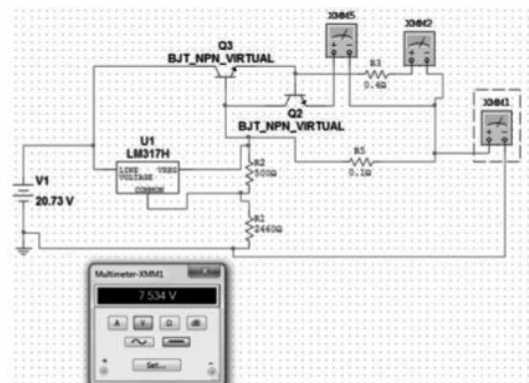 XMM5
XMM2
Q3
BJT_NPN_VIRTUAL
R3
0.4Ω
XMM1
Q2
BJT_NPN_VIRTUAL
U1
LM317H
LINE VREG
VOLTAGE
COMMON
R2
500Ω
R5
0.1Ω
V1
20.73 V
R1
2460Ω
Multimeter-XMM1
7.534 V
A V Ω dB
+ Set... -